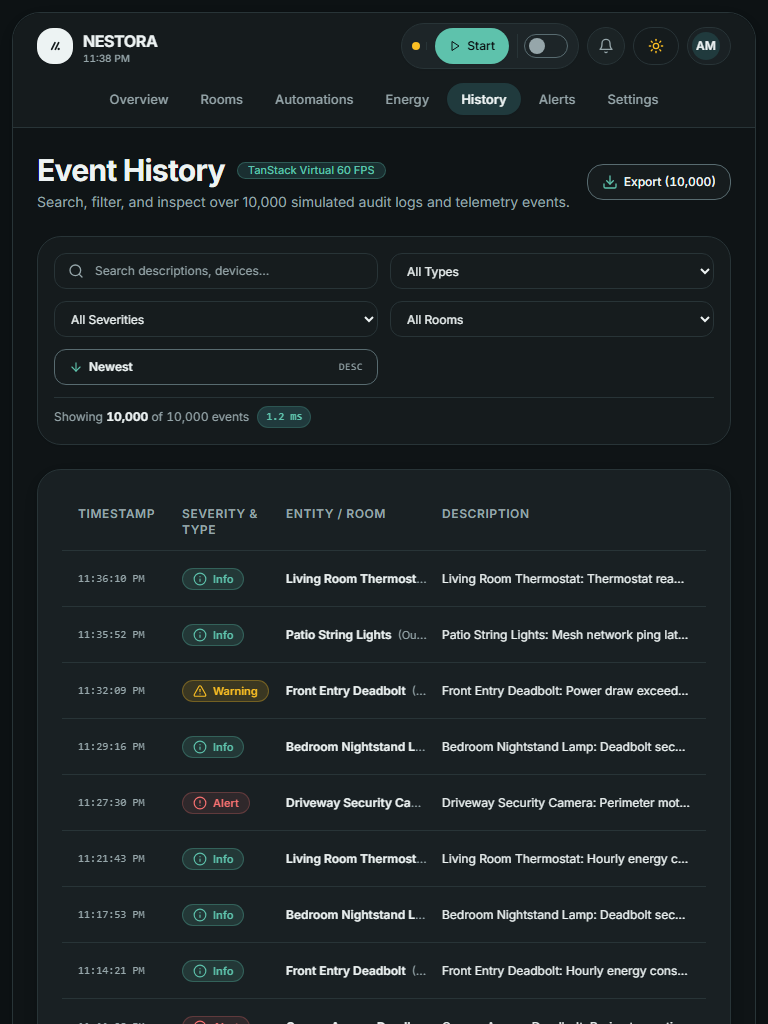 NESTORA
11:38 PM
Start
AM
Overview Rooms Automations Energy History Alerts Settings
Event History TanStack Virtual 60 FPS
Search, filter, and inspect over 10,000 simulated audit logs and telemetry events.
Export (10,000)
Search descriptions, devices...
All Types
All Severities
All Rooms
Newest DESC
Showing 10,000 of 10,000 events 1.2 ms
TIMESTAMP SEVERITY & TYPE ENTITY / ROOM DESCRIPTION
11:36:10 PM Info Living Room Thermost... Living Room Thermostat: Thermostat rea...
11:35:52 PM Info Patio String Lights (Ou... Patio String Lights: Mesh network ping lat...
11:32:09 PM Warning Front Entry Deadbolt (... Front Entry Deadbolt: Power draw exceed...
11:29:16 PM Info Bedroom Nightstand L... Bedroom Nightstand Lamp: Deadbolt sec...
11:27:30 PM Alert Driveway Security Ca... Driveway Security Camera: Perimeter mot...
11:21:43 PM Info Living Room Thermost... Living Room Thermostat: Hourly energy c...
11:17:53 PM Info Bedroom Nightstand L... Bedroom Nightstand Lamp: Deadbolt sec...
11:14:21 PM Info Front Entry Deadbolt (... Front Entry Deadbolt: Hourly energy cons...